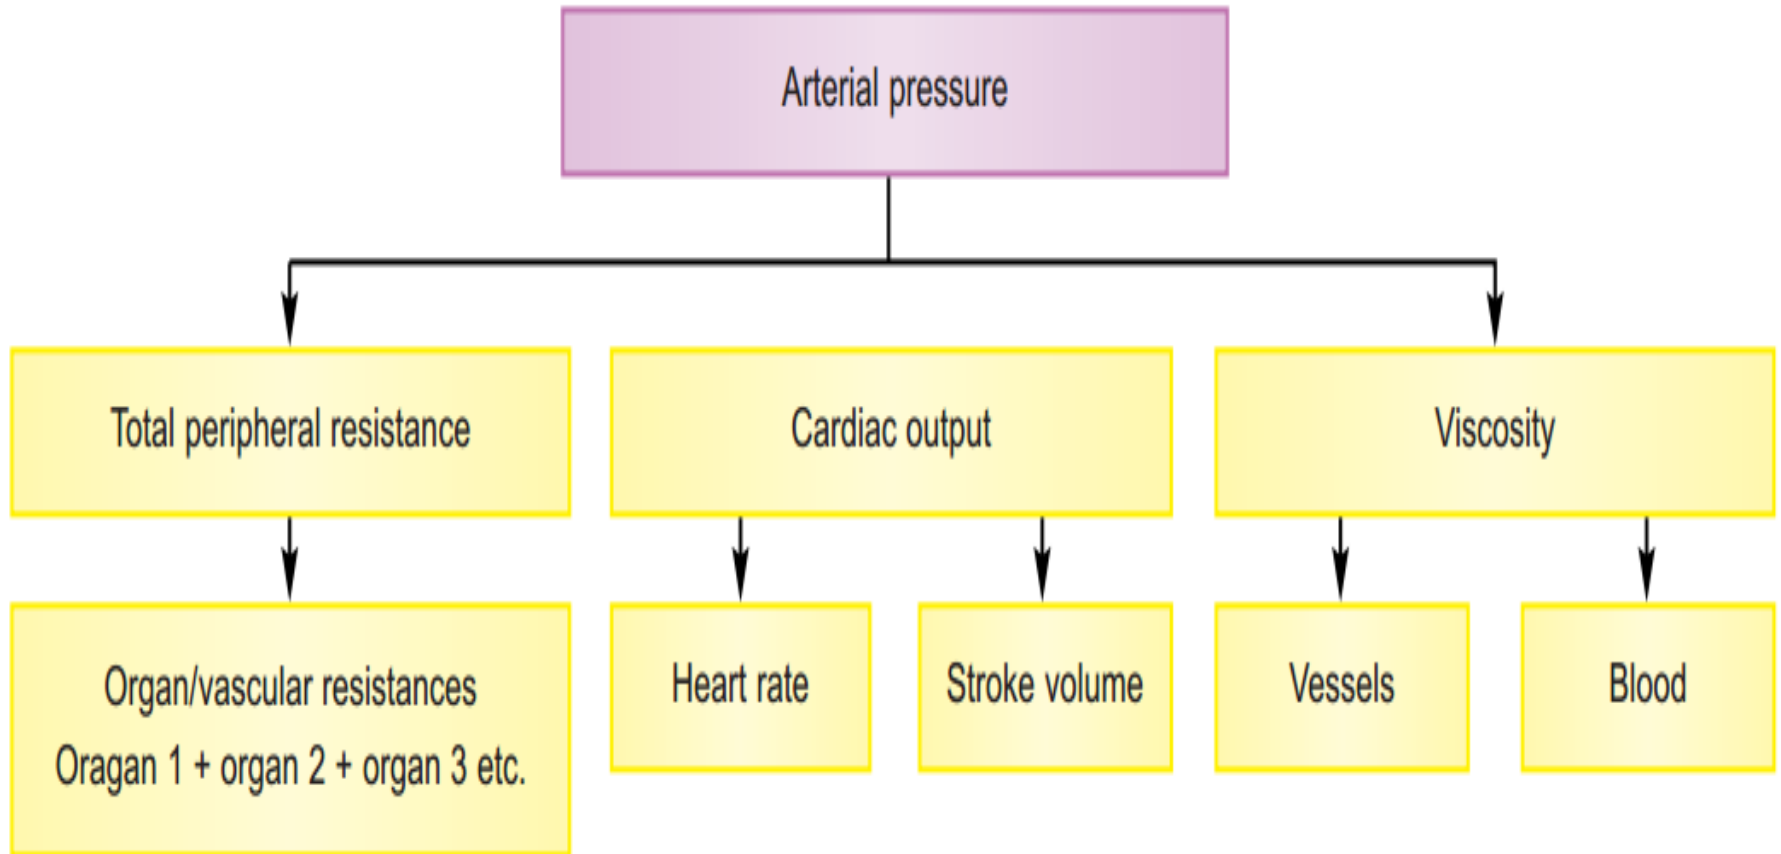 Arterial pressure
Total peripheral resistance
Cardiac output
Viscosity
Organ/vascular resistances
Oragan 1 + organ 2 + organ 3 etc.
Heart rate
Stroke volume
Vessels
Blood